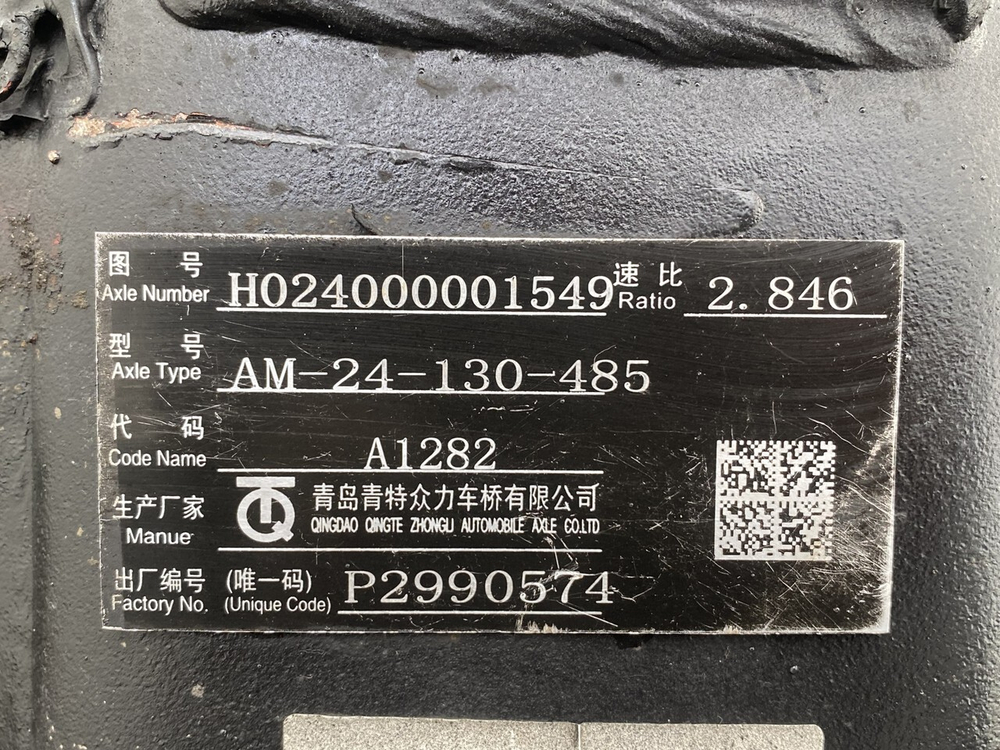 图 号 速 比
Axle Number H024000001549 Ratio 2.846
型 号
Axle Type AM-24-130-485
代 码
Code Name A1282
生产厂家 青岛青特众力车桥有限公司
Manue QINGDAO QINGTE ZHONGLI AUTOMOBILE AXLE CO.LTD
出厂编号 (唯一码) P2990574
Factory No. (Unique Code)